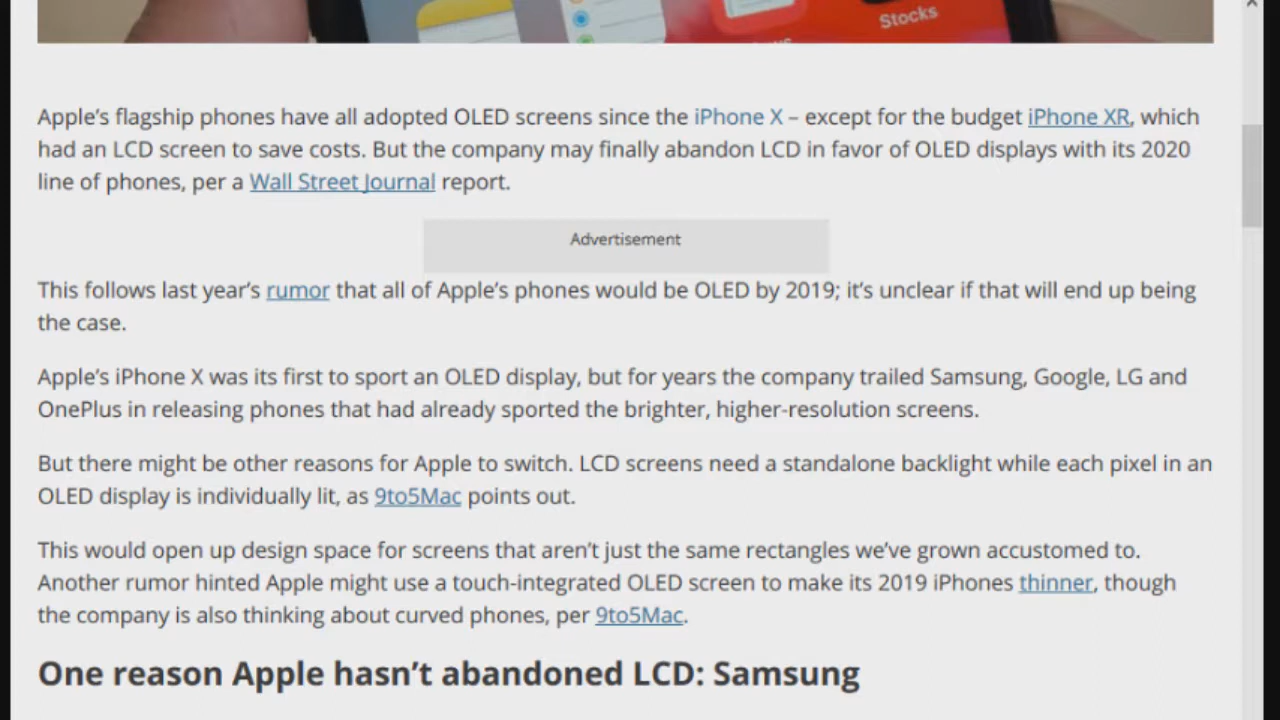 Stocks
Apple’s flagship phones have all adopted OLED screens since the iPhone X – except for the budget iPhone XR, which
had an LCD screen to save costs. But the company may finally abandon LCD in favor of OLED displays with its 2020
line of phones, per a Wall Street Journal report.
Advertisement
This follows last year’s rumor that all of Apple’s phones would be OLED by 2019; it’s unclear if that will end up being
the case.
Apple’s iPhone X was its first to sport an OLED display, but for years the company trailed Samsung, Google, LG and
OnePlus in releasing phones that had already sported the brighter, higher-resolution screens.
But there might be other reasons for Apple to switch. LCD screens need a standalone backlight while each pixel in an
OLED display is individually lit, as 9to5Mac points out.
This would open up design space for screens that aren’t just the same rectangles we’ve grown accustomed to.
Another rumor hinted Apple might use a touch-integrated OLED screen to make its 2019 iPhones thinner, though
the company is also thinking about curved phones, per 9to5Mac.
One reason Apple hasn’t abandoned LCD: Samsung